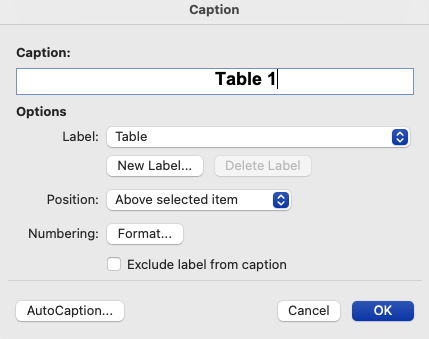 Caption
Caption:
Table 1
Options
Label: Table
New Label... Delete Label
Position: Above selected item
Numbering: Format...
Exclude label from caption
AutoCaption... Cancel OK